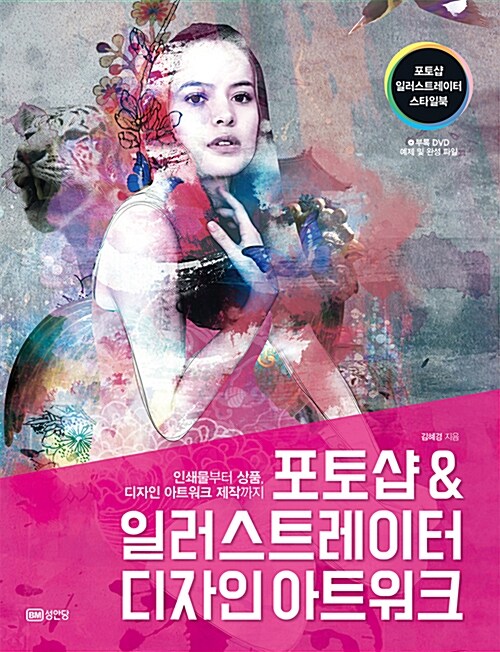 포토샵
일러스트레이터
스타일북
부록 DVD
예제 및 완성 파일
김혜경 지음
인쇄물부터 상품,
디자인 아트워크 제작까지
포토샵 &
일러스트레이터
디자인 아트워크
BM 성안당